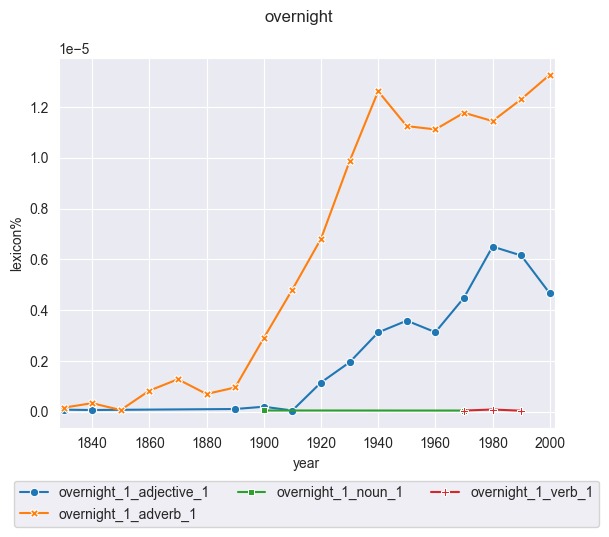 overnight
1e−5
1.2
1.0
0.8
0.6
0.4
0.2
0.0
lexicon%
1840 1860 1880 1900 1920 1940 1960 1980 2000
year
overnight_1_adjective_1 overnight_1_noun_1 overnight_1_verb_1
overnight_1_adverb_1